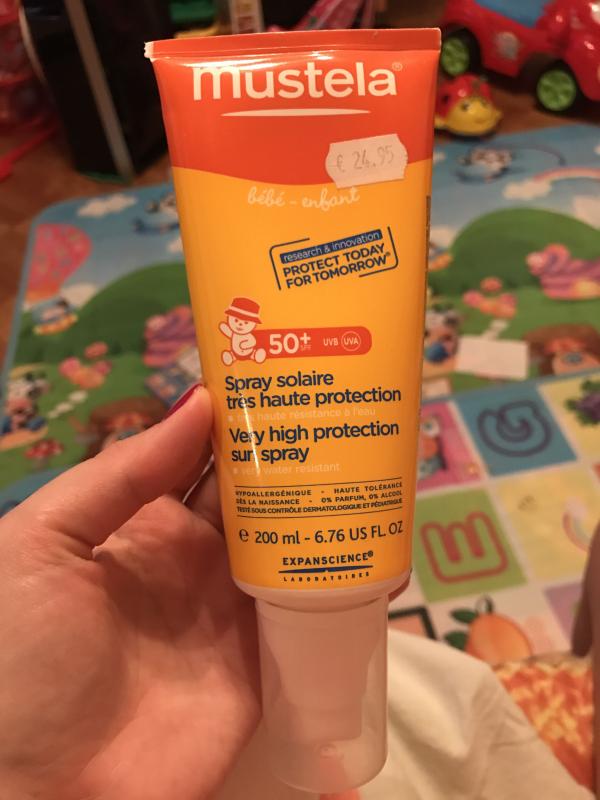 mustela®
€ 24.95
bébé - enfant
research & innovation
PROTECT TODAY
FOR TOMORROW®
50+
SPF
UVB UVA
Spray solaire
très haute protection
très haute résistance à l'eau
Very high protection
sun spray
very water resistant
HYPOALLERGÉNIQUE - HAUTE TOLÉRANCE
DÈS LA NAISSANCE - 0% PARFUM, 0% ALCOOL
TESTÉ SOUS CONTRÔLE DERMATOLOGIQUE ET PÉDIATRIQUE
e 200 ml - 6.76 US FL. OZ
EXPANSCIENCE®
LABORATOIRES